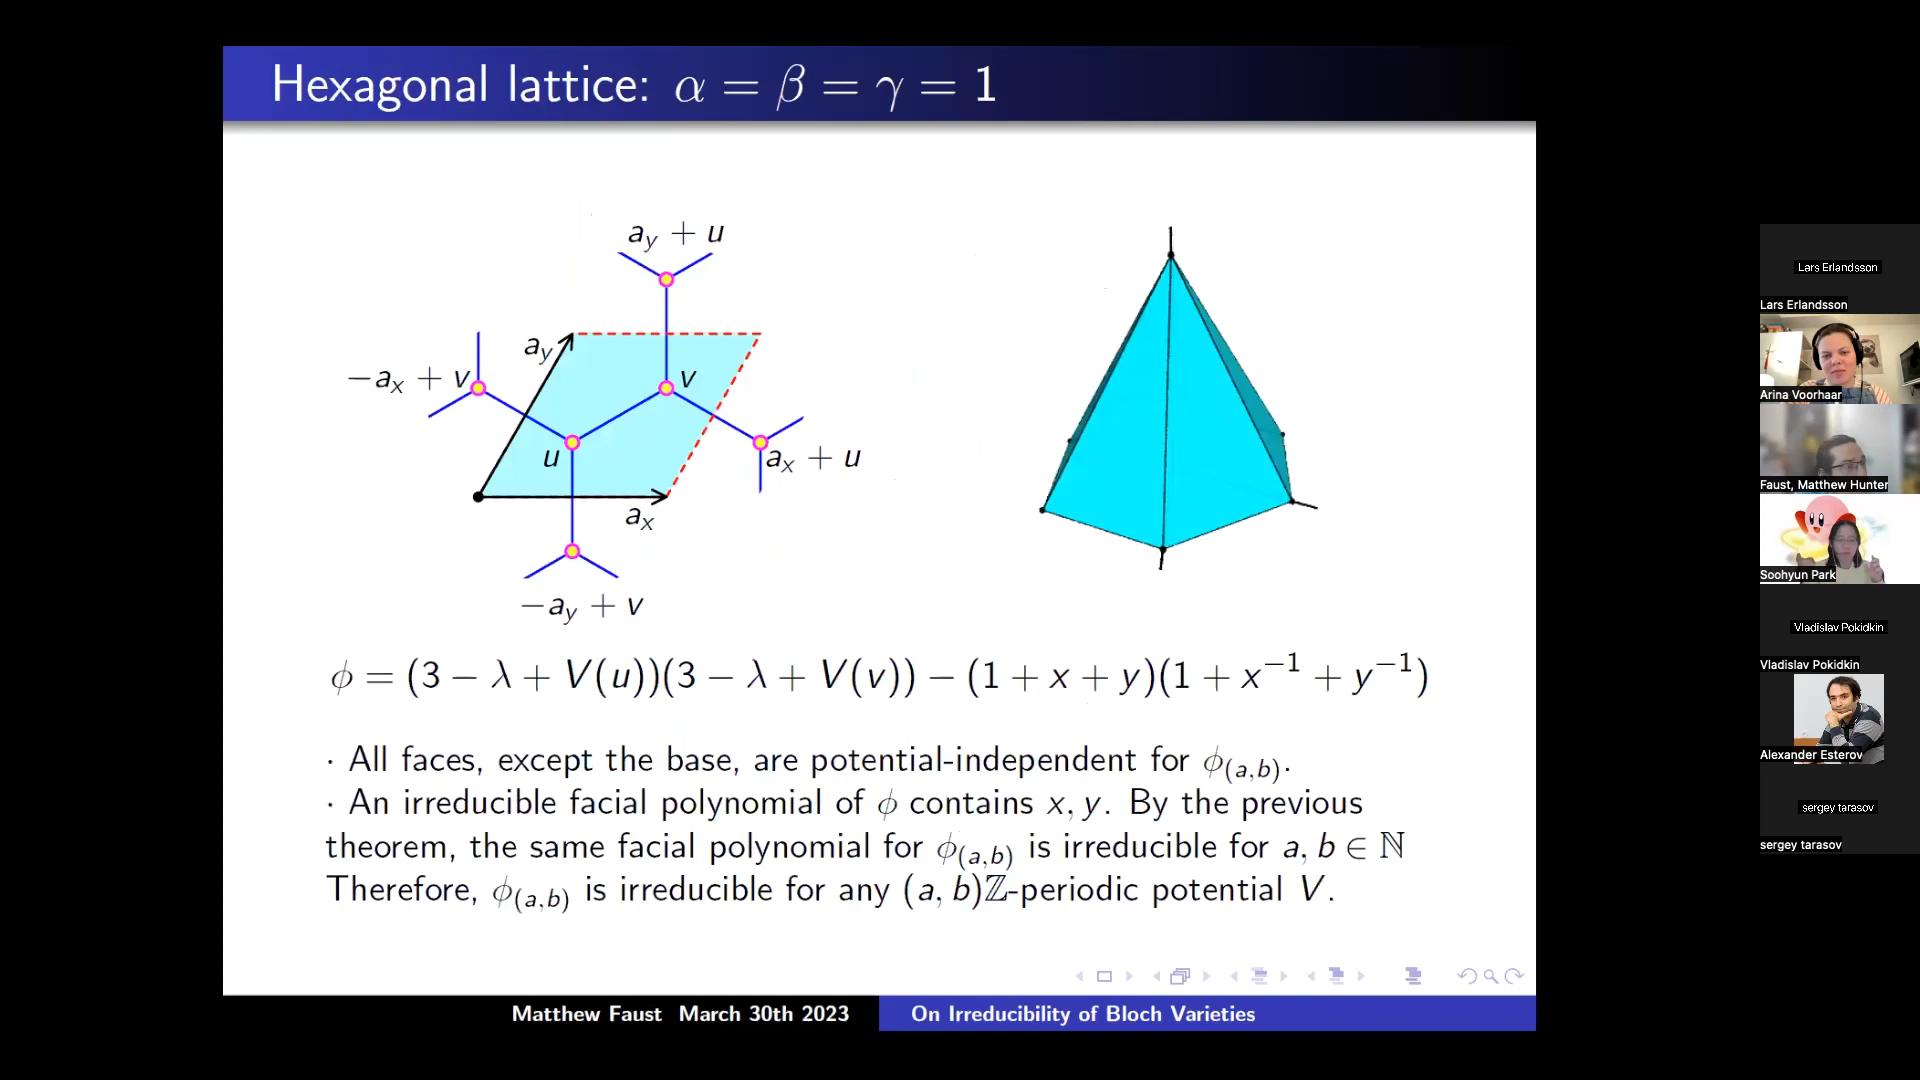 Hexagonal lattice: α = β = γ = 1
a_y + u
a_y
−a_x + v
v
u
a_x + u
a_x
−a_y + v
ϕ = (3 − λ + V(u))(3 − λ + V(v)) − (1 + x + y)(1 + x⁻¹ + y⁻¹)
· All faces, except the base, are potential-independent for ϕ_(a,b).
· An irreducible facial polynomial of ϕ contains x, y. By the previous
theorem, the same facial polynomial for ϕ_(a,b) is irreducible for a, b ∈ ℕ
Therefore, ϕ_(a,b) is irreducible for any (a, b)ℤ-periodic potential V.
Matthew Faust March 30th 2023
On Irreducibility of Bloch Varieties
Lars Erlandsson
Lars Erlandsson
Arina Voorhaar
Faust, Matthew Hunter
Soohyun Park
Vladislav Pokidkin
Vladislav Pokidkin
Alexander Esterov
sergey tarasov
sergey tarasov